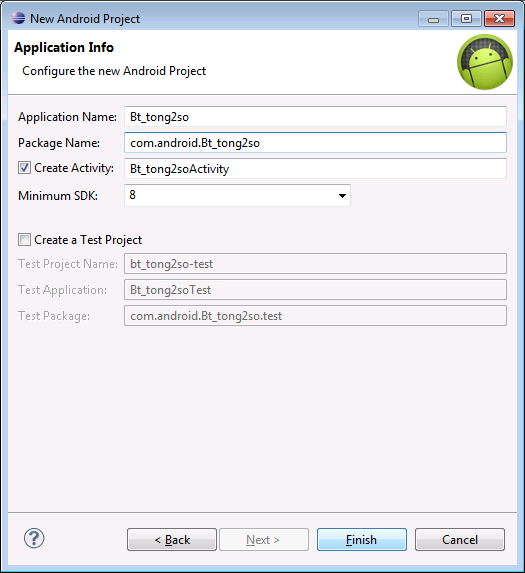 New Android Project
Application Info
Configure the new Android Project
Application Name: Bt_tong2so
Package Name: com.android.Bt_tong2so
Create Activity: Bt_tong2soActivity
Minimum SDK: 8
Create a Test Project
Test Project Name: bt_tong2so-test
Test Application: Bt_tong2soTest
Test Package: com.android.Bt_tong2so.test
? < Back Next > Finish Cancel